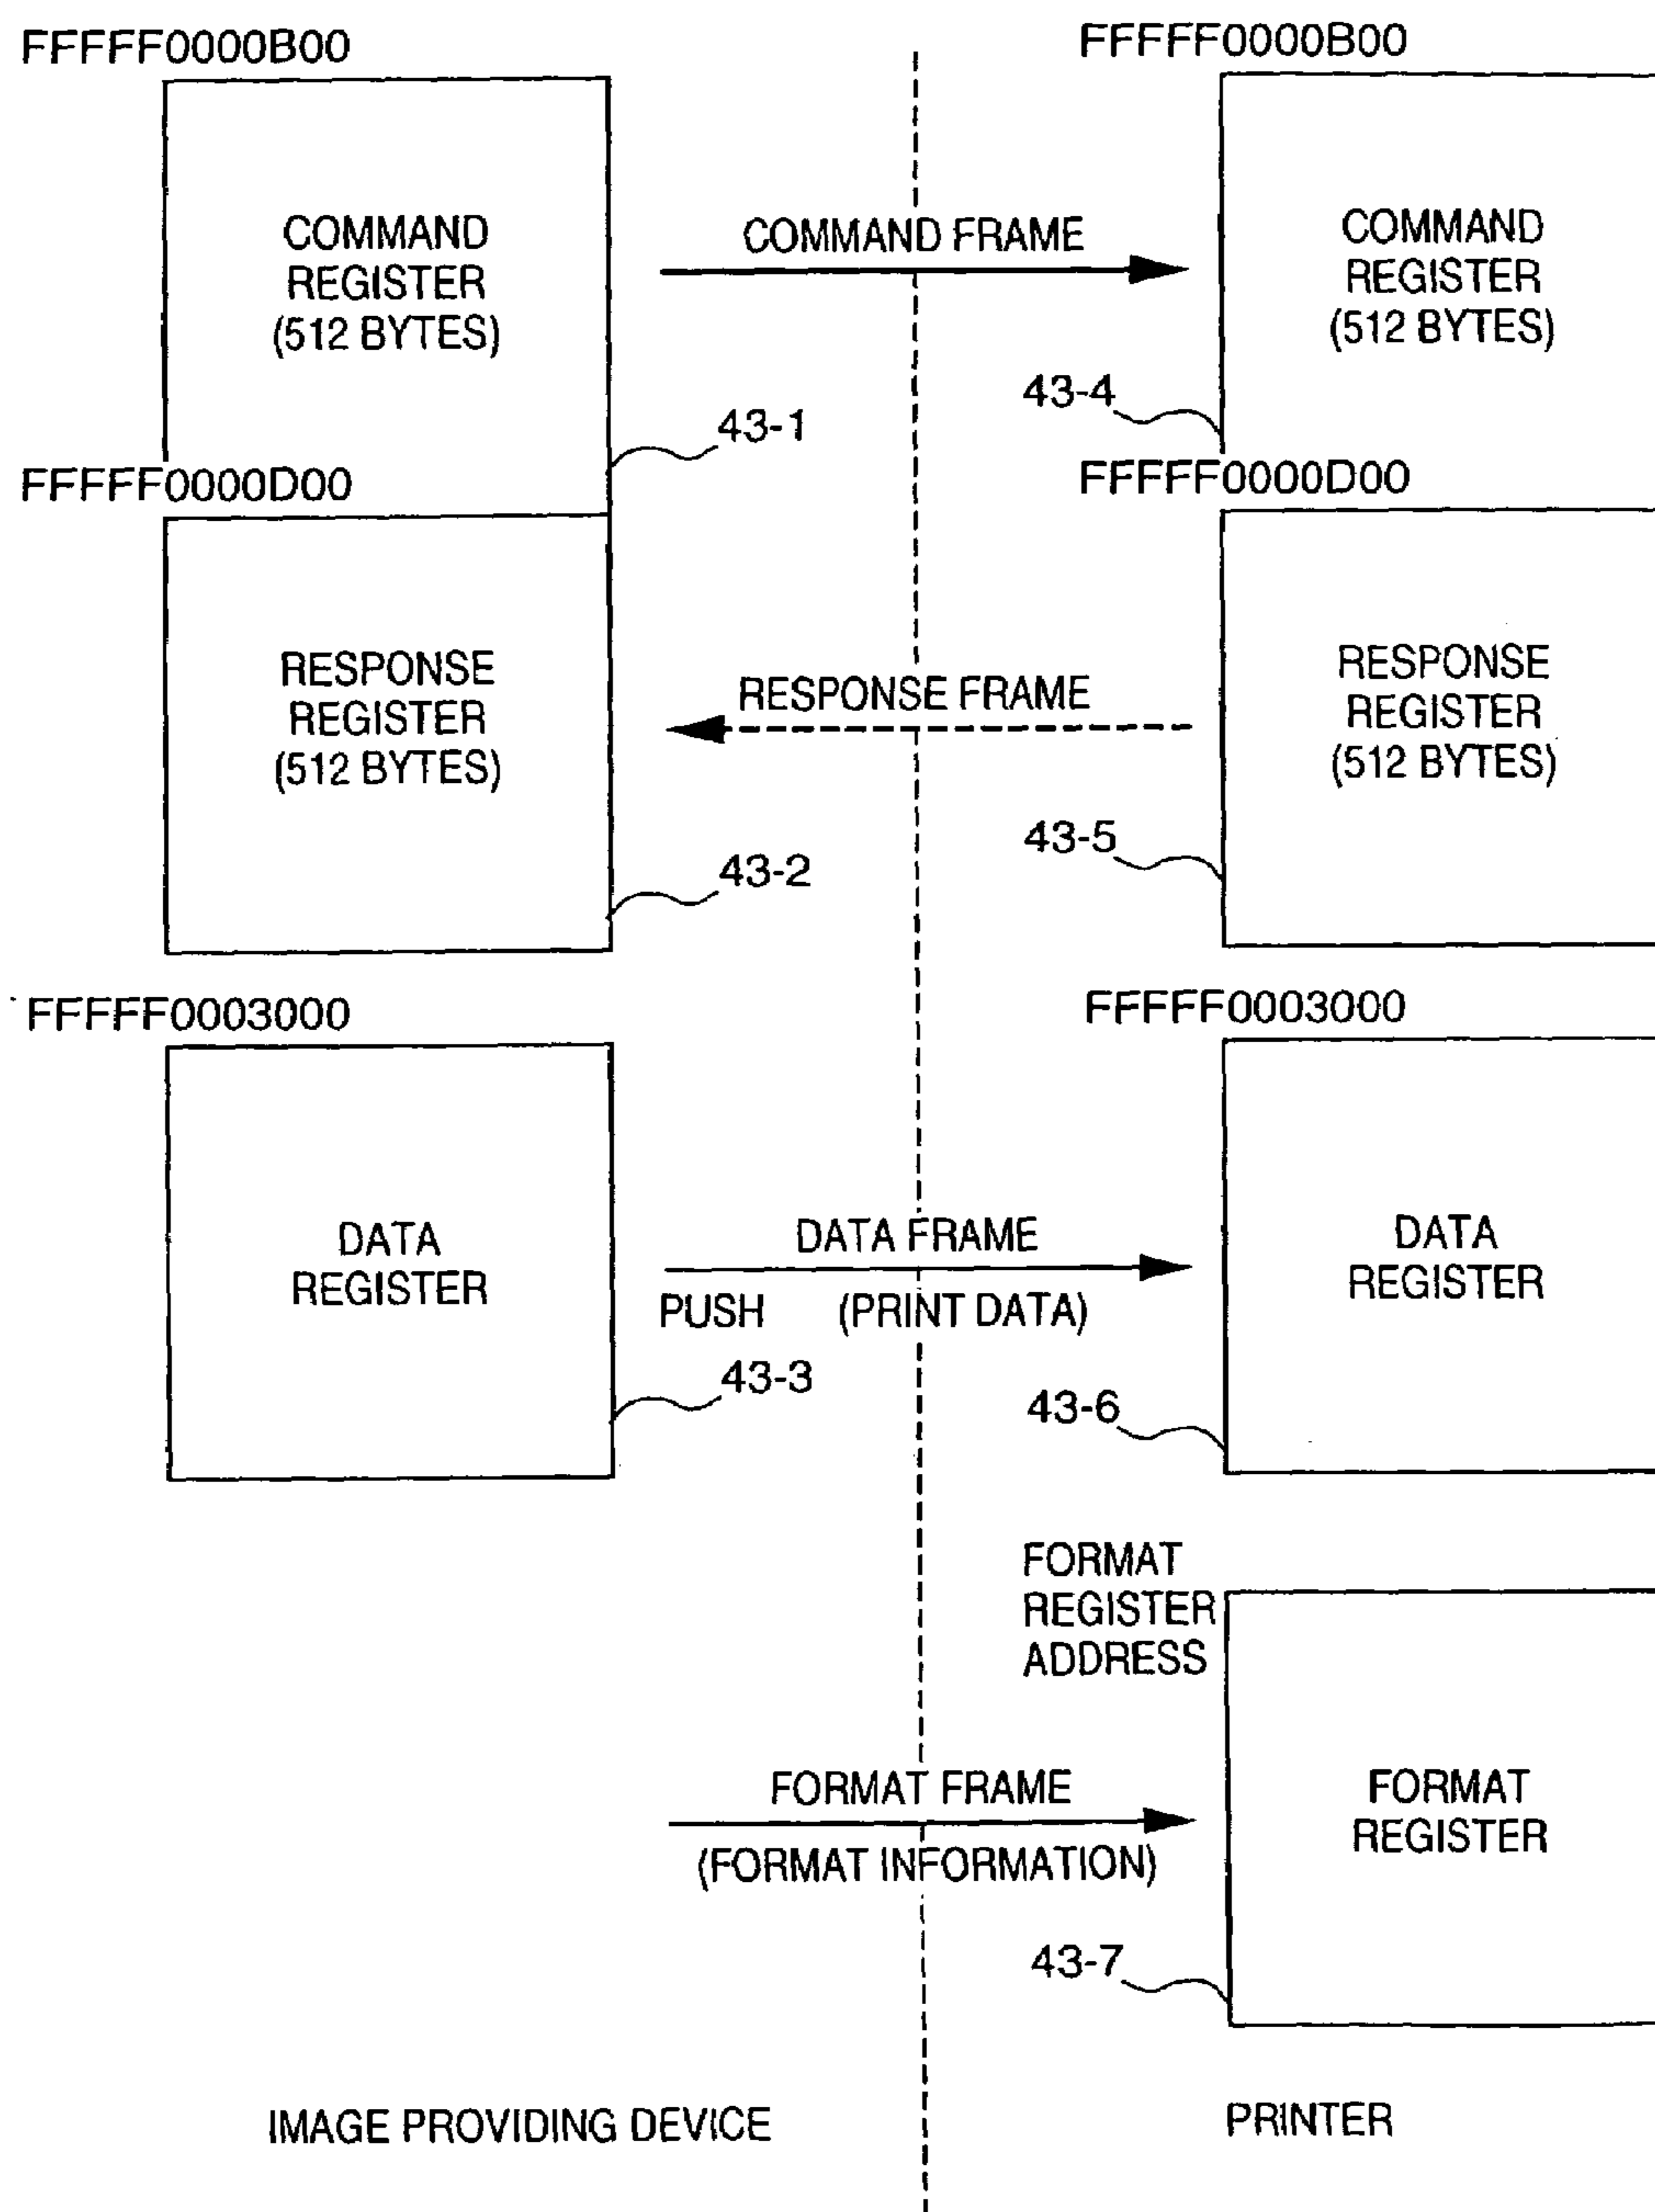 FFFFF0000B00
FFFFF0000B00
COMMAND
REGISTER
(512 BYTES)
COMMAND FRAME
COMMAND
REGISTER
(512 BYTES)
43-1
43-4
FFFFF0000D00
FFFFF0000D00
RESPONSE
REGISTER
(512 BYTES)
RESPONSE FRAME
RESPONSE
REGISTER
(512 BYTES)
43-2
43-5
FFFFF0003000
FFFFF0003000
DATA
REGISTER
DATA FRAME
PUSH (PRINT DATA)
DATA
REGISTER
43-3
43-6
FORMAT
REGISTER
ADDRESS
FORMAT FRAME
(FORMAT INFORMATION)
FORMAT
REGISTER
43-7
IMAGE PROVIDING DEVICE
PRINTER